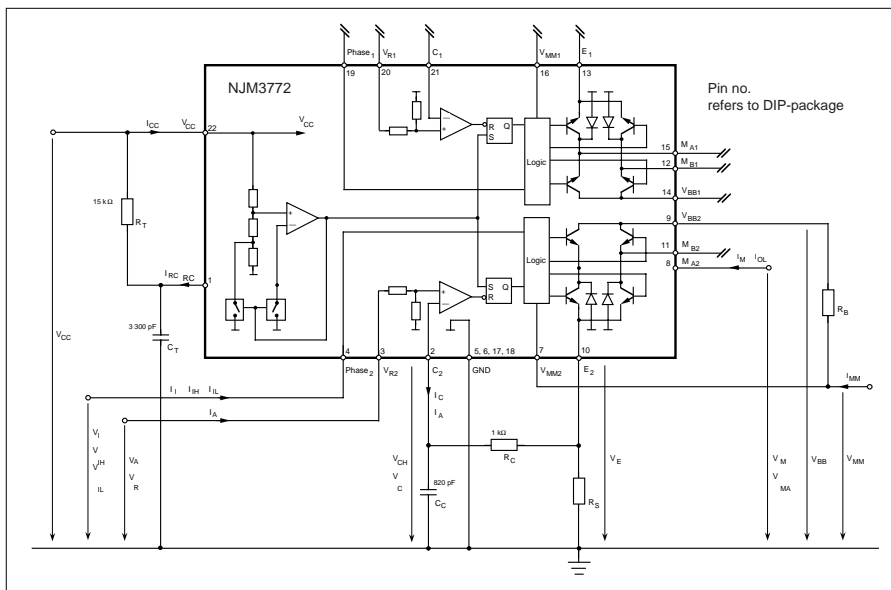 Phase1 VR1 C1 VMM1 E1
19 20 21 16 13
NJM3772
Pin no.
refers to DIP-package
ICC VCC 22 VCC
R Q
S
Logic
15 MA1
12 MB1
14 VBB1
15 kΩ
RT
+
–
–
+
9 VBB2
11 MB2
8 MA2 IM IOL
Logic
S Q
R
+
–
IRC RC 1
RB
3 300 pF
CT
VCC
4 3 2 5, 6, 17, 18 7 10
Phase2 VR2 C2 GND VMM2 E2
II IIH IIL
IC
IMM
IA
IA
1 kΩ
RC
VI
V IH
V IL
VA
V R
VCH
V C
820 pF
CC
RS
VE
VM
V MA
VBB
VMM